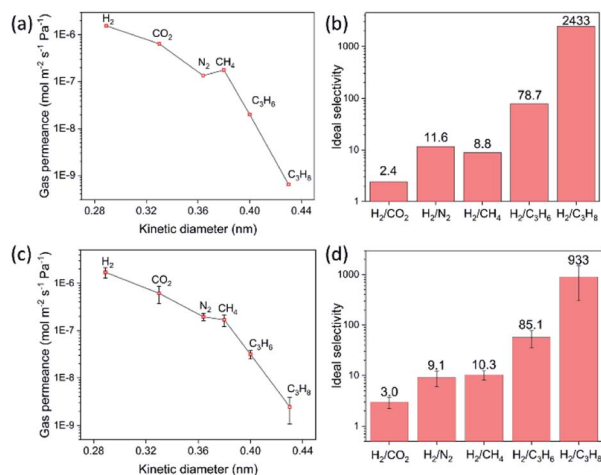 (a)
Gas permeance (mol m⁻² s⁻¹ Pa⁻¹)
1E-6
1E-7
1E-8
1E-9
H₂
CO₂
N₂
CH₄
C₃H₆
C₃H₈
0.28 0.32 0.36 0.40 0.44
Kinetic diameter (nm)
(b)
Ideal selectivity
1000
100
10
1
2.4
11.6
8.8
78.7
2433
H₂/CO₂ H₂/N₂ H₂/CH₄ H₂/C₃H₆ H₂/C₃H₈
(c)
Gas permeance (mol m⁻² s⁻¹ Pa⁻¹)
1E-6
1E-7
1E-8
1E-9
H₂
CO₂
N₂
CH₄
C₃H₆
C₃H₈
0.28 0.32 0.36 0.40 0.44
Kinetic diameter (nm)
(d)
Ideal selectivity
1000
100
10
1
3.0
9.1
10.3
85.1
933
H₂/CO₂ H₂/N₂ H₂/CH₄ H₂/C₃H₆ H₂/C₃H₈